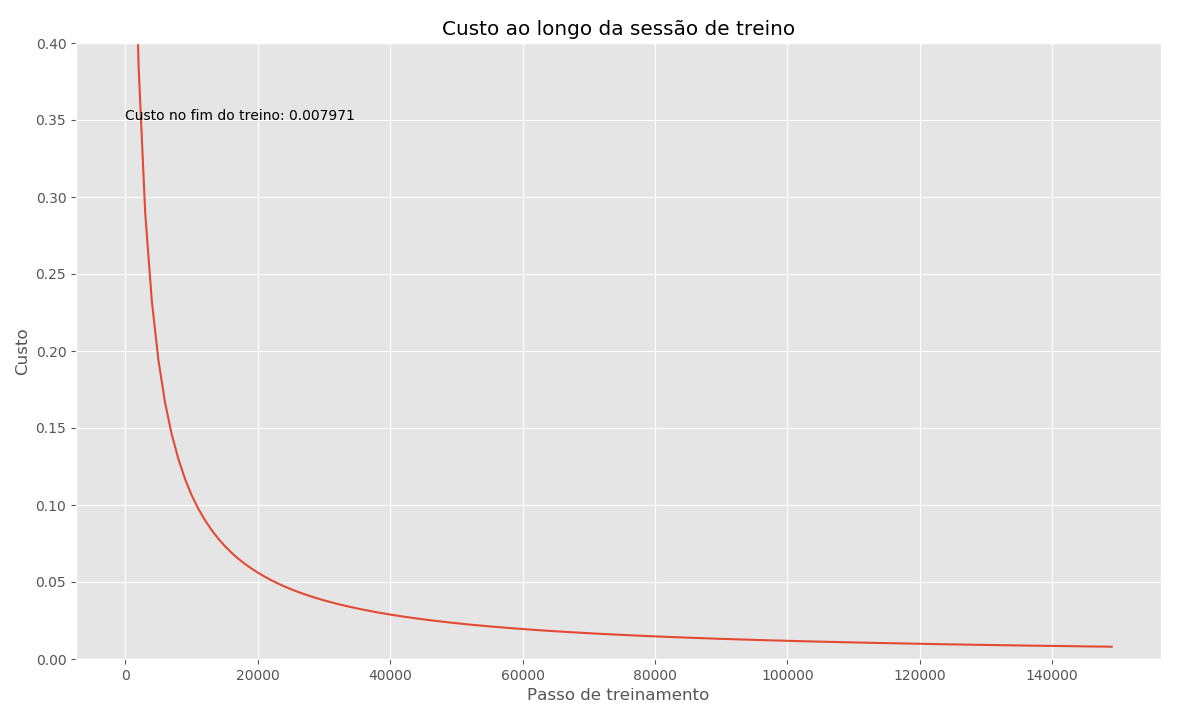 Custo ao longo da sessão de treino
0.40
Custo no fim do treino: 0.007971
0.35
0.30
0.25
0.20
0.15
0.10
0.05
0.00
Custo
0 20000 40000 60000 80000 100000 120000 140000
Passo de treinamento